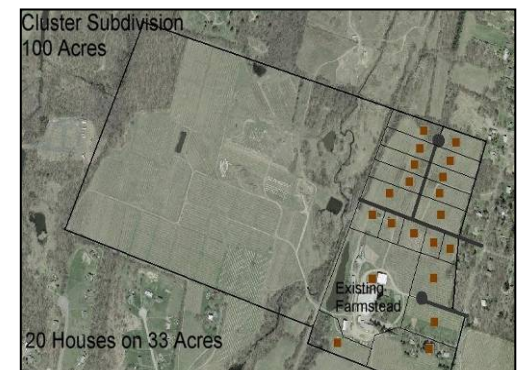 Cluster Subdivision
100 Acres
Existing
Farmstead
20 Houses on 33 Acres